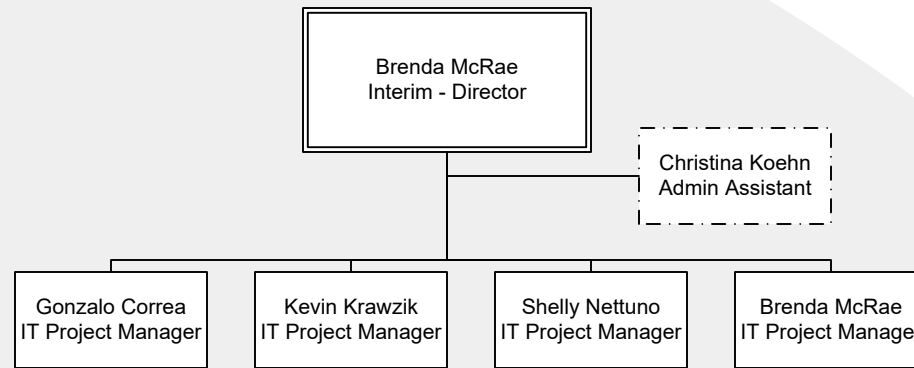 Brenda McRae
Interim - Director
Christina Koehn
Admin Assistant
Gonzalo Correa
IT Project Manager
Kevin Krawzik
IT Project Manager
Shelly Nettuno
IT Project Manager
Brenda McRae
IT Project Manage